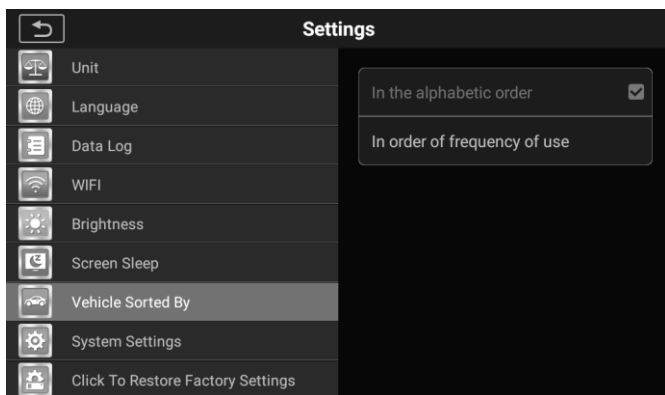 Settings
Unit
Language
Data Log
WIFI
Brightness
Screen Sleep
Vehicle Sorted By
System Settings
Click To Restore Factory Settings
In the alphabetic order
In order of frequency of use